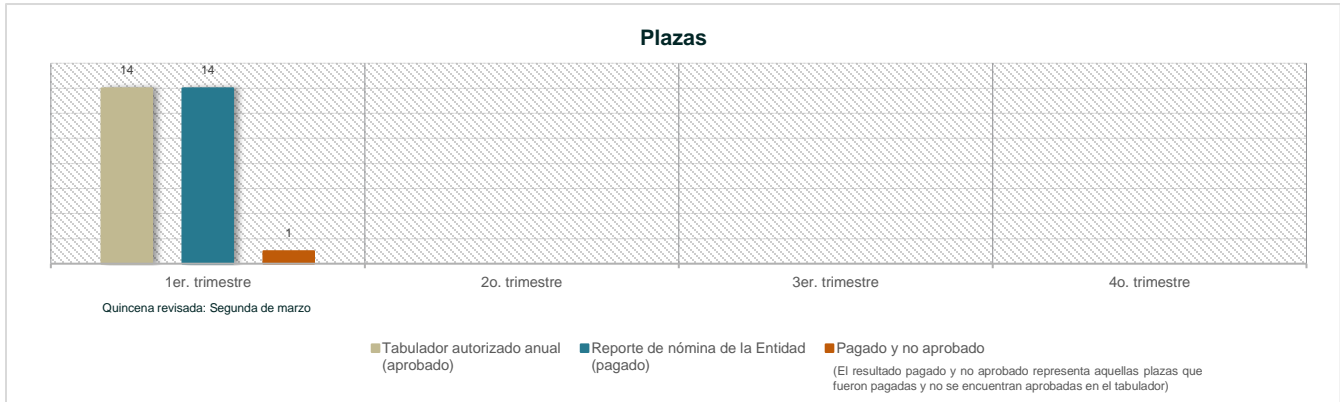 Plazas
14
14
1
1er. trimestre
2o. trimestre
3er. trimestre
4o. trimestre
Quincena revisada: Segunda de marzo
Tabulador autorizado anual
(aprobado)
Reporte de nómina de la Entidad
(pagado)
Pagado y no aprobado
(El resultado pagado y no aprobado representa aquellas plazas que
fueron pagadas y no se encuentran aprobadas en el tabulador)